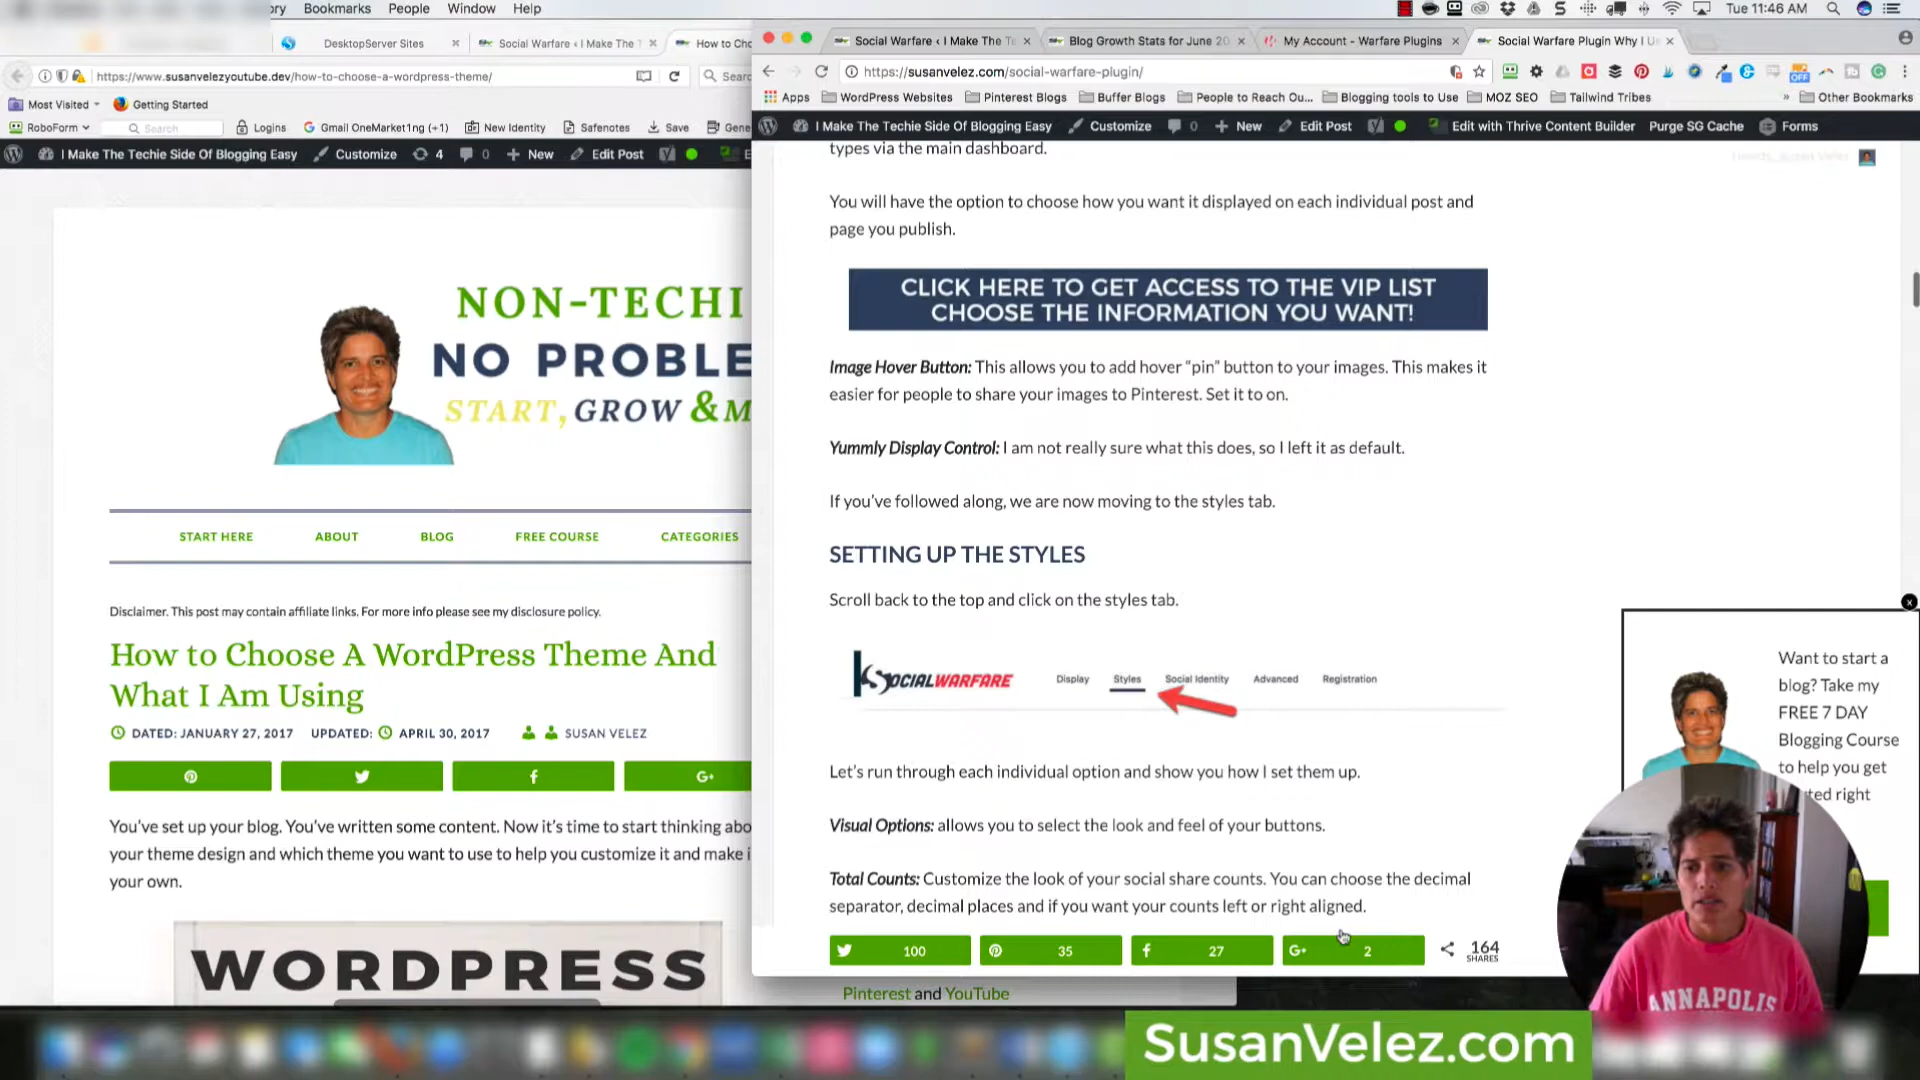 ory Bookmarks People Window Help
Tue 11:46 AM
DesktopServer Sites
Social Warfare ‹ I Make The T
How to Cho
https://www.susanvelezyoutube.dev/how-to-choose-a-wordpress-theme/
Most Visited
Getting Started
RoboForm
Search
Logins
Gmail OneMarket1ng (+1)
New Identity
Safenotes
Save
Gene
I Make The Techie Side Of Blogging Easy
Customize
4
0
New
Edit Post
NON-TECHI
NO PROBLE
START, GROW & M
START HERE
ABOUT
BLOG
FREE COURSE
CATEGORIES
Disclaimer. This post may contain affiliate links. For more info please see my disclosure policy.
How to Choose A WordPress Theme And
What I Am Using
DATED: JANUARY 27, 2017 UPDATED: APRIL 30, 2017 SUSAN VELEZ
G+
You've set up your blog. You've written some content. Now it's time to start thinking abo
your theme design and which theme you want to use to help you customize it and make i
your own.
WORDPRESS
Social Warfare ‹ I Make The Te
Blog Growth Stats for June 20
My Account - Warfare Plugins
Social Warfare Plugin Why I U
https://susanvelez.com/social-warfare-plugin/
OFF
Apps
WordPress Websites
Pinterest Blogs
Buffer Blogs
People to Reach Ou...
Blogging tools to Use
MOZ SEO
Tailwind Tribes
»
Other Bookmarks
I Make The Techie Side Of Blogging Easy
Customize
0
New
Edit Post
Edit with Thrive Content Builder
Purge SG Cache
Forms
types via the main dashboard.
You will have the option to choose how you want it displayed on each individual post and
page you publish.
CLICK HERE TO GET ACCESS TO THE VIP LIST
CHOOSE THE INFORMATION YOU WANT!
Image Hover Button: This allows you to add hover “pin” button to your images. This makes it
easier for people to share your images to Pinterest. Set it to on.
Yummly Display Control: I am not really sure what this does, so I left it as default.
If you've followed along, we are now moving to the styles tab.
SETTING UP THE STYLES
Scroll back to the top and click on the styles tab.
SOCIALWARFARE
Display
Styles
Social Identity
Advanced
Registration
Let's run through each individual option and show you how I set them up.
Visual Options: allows you to select the look and feel of your buttons.
Total Counts: Customize the look of your social share counts. You can choose the decimal
separator, decimal places and if you want your counts left or right aligned.
100
35
27
G+ 2
164
SHARES
Pinterest and YouTube
x
Want to start a
blog? Take my
FREE 7 DAY
Blogging Course
to help you get
ted right
ANNAPOLIS
SusanVelez.com